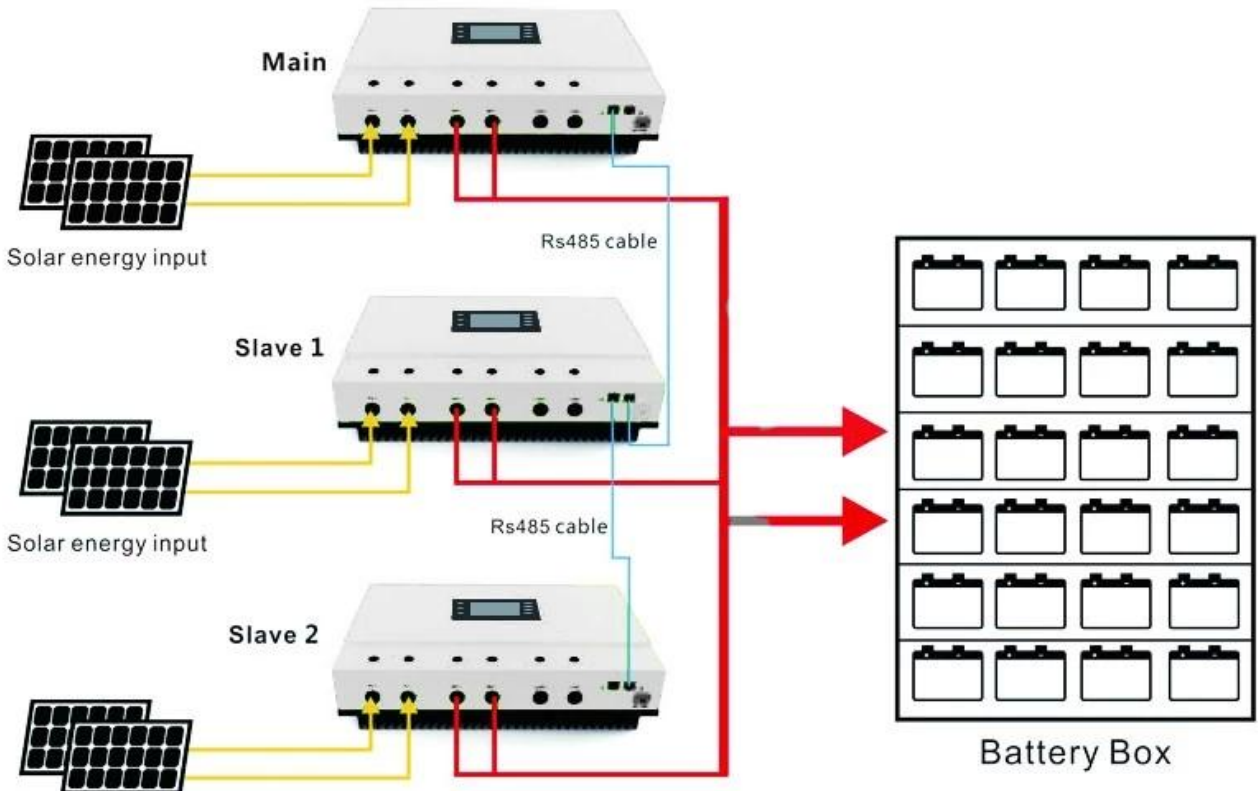 Main
Rs485 cable
Solar energy input
Slave 1
Rs485 cable
Solar energy input
Slave 2
Battery Box